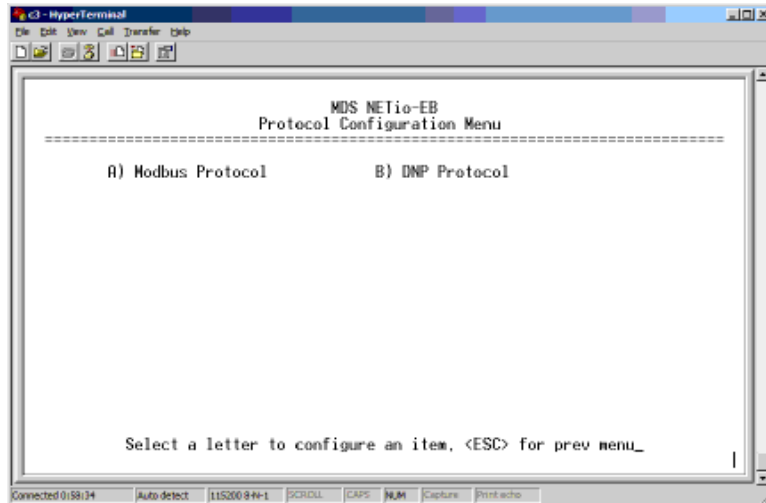 c3 - HyperTerminal
File Edit View Call Transfer Help
MDS NETio-EB
Protocol Configuration Menu
================================================================================
A) Modbus Protocol B) DNP Protocol
Select a letter to configure an item, <ESC> for prev menu_
Connected 0:58:34 Auto detect 115200 8-N-1 SCROLL CAPS NUM Capture Print echo